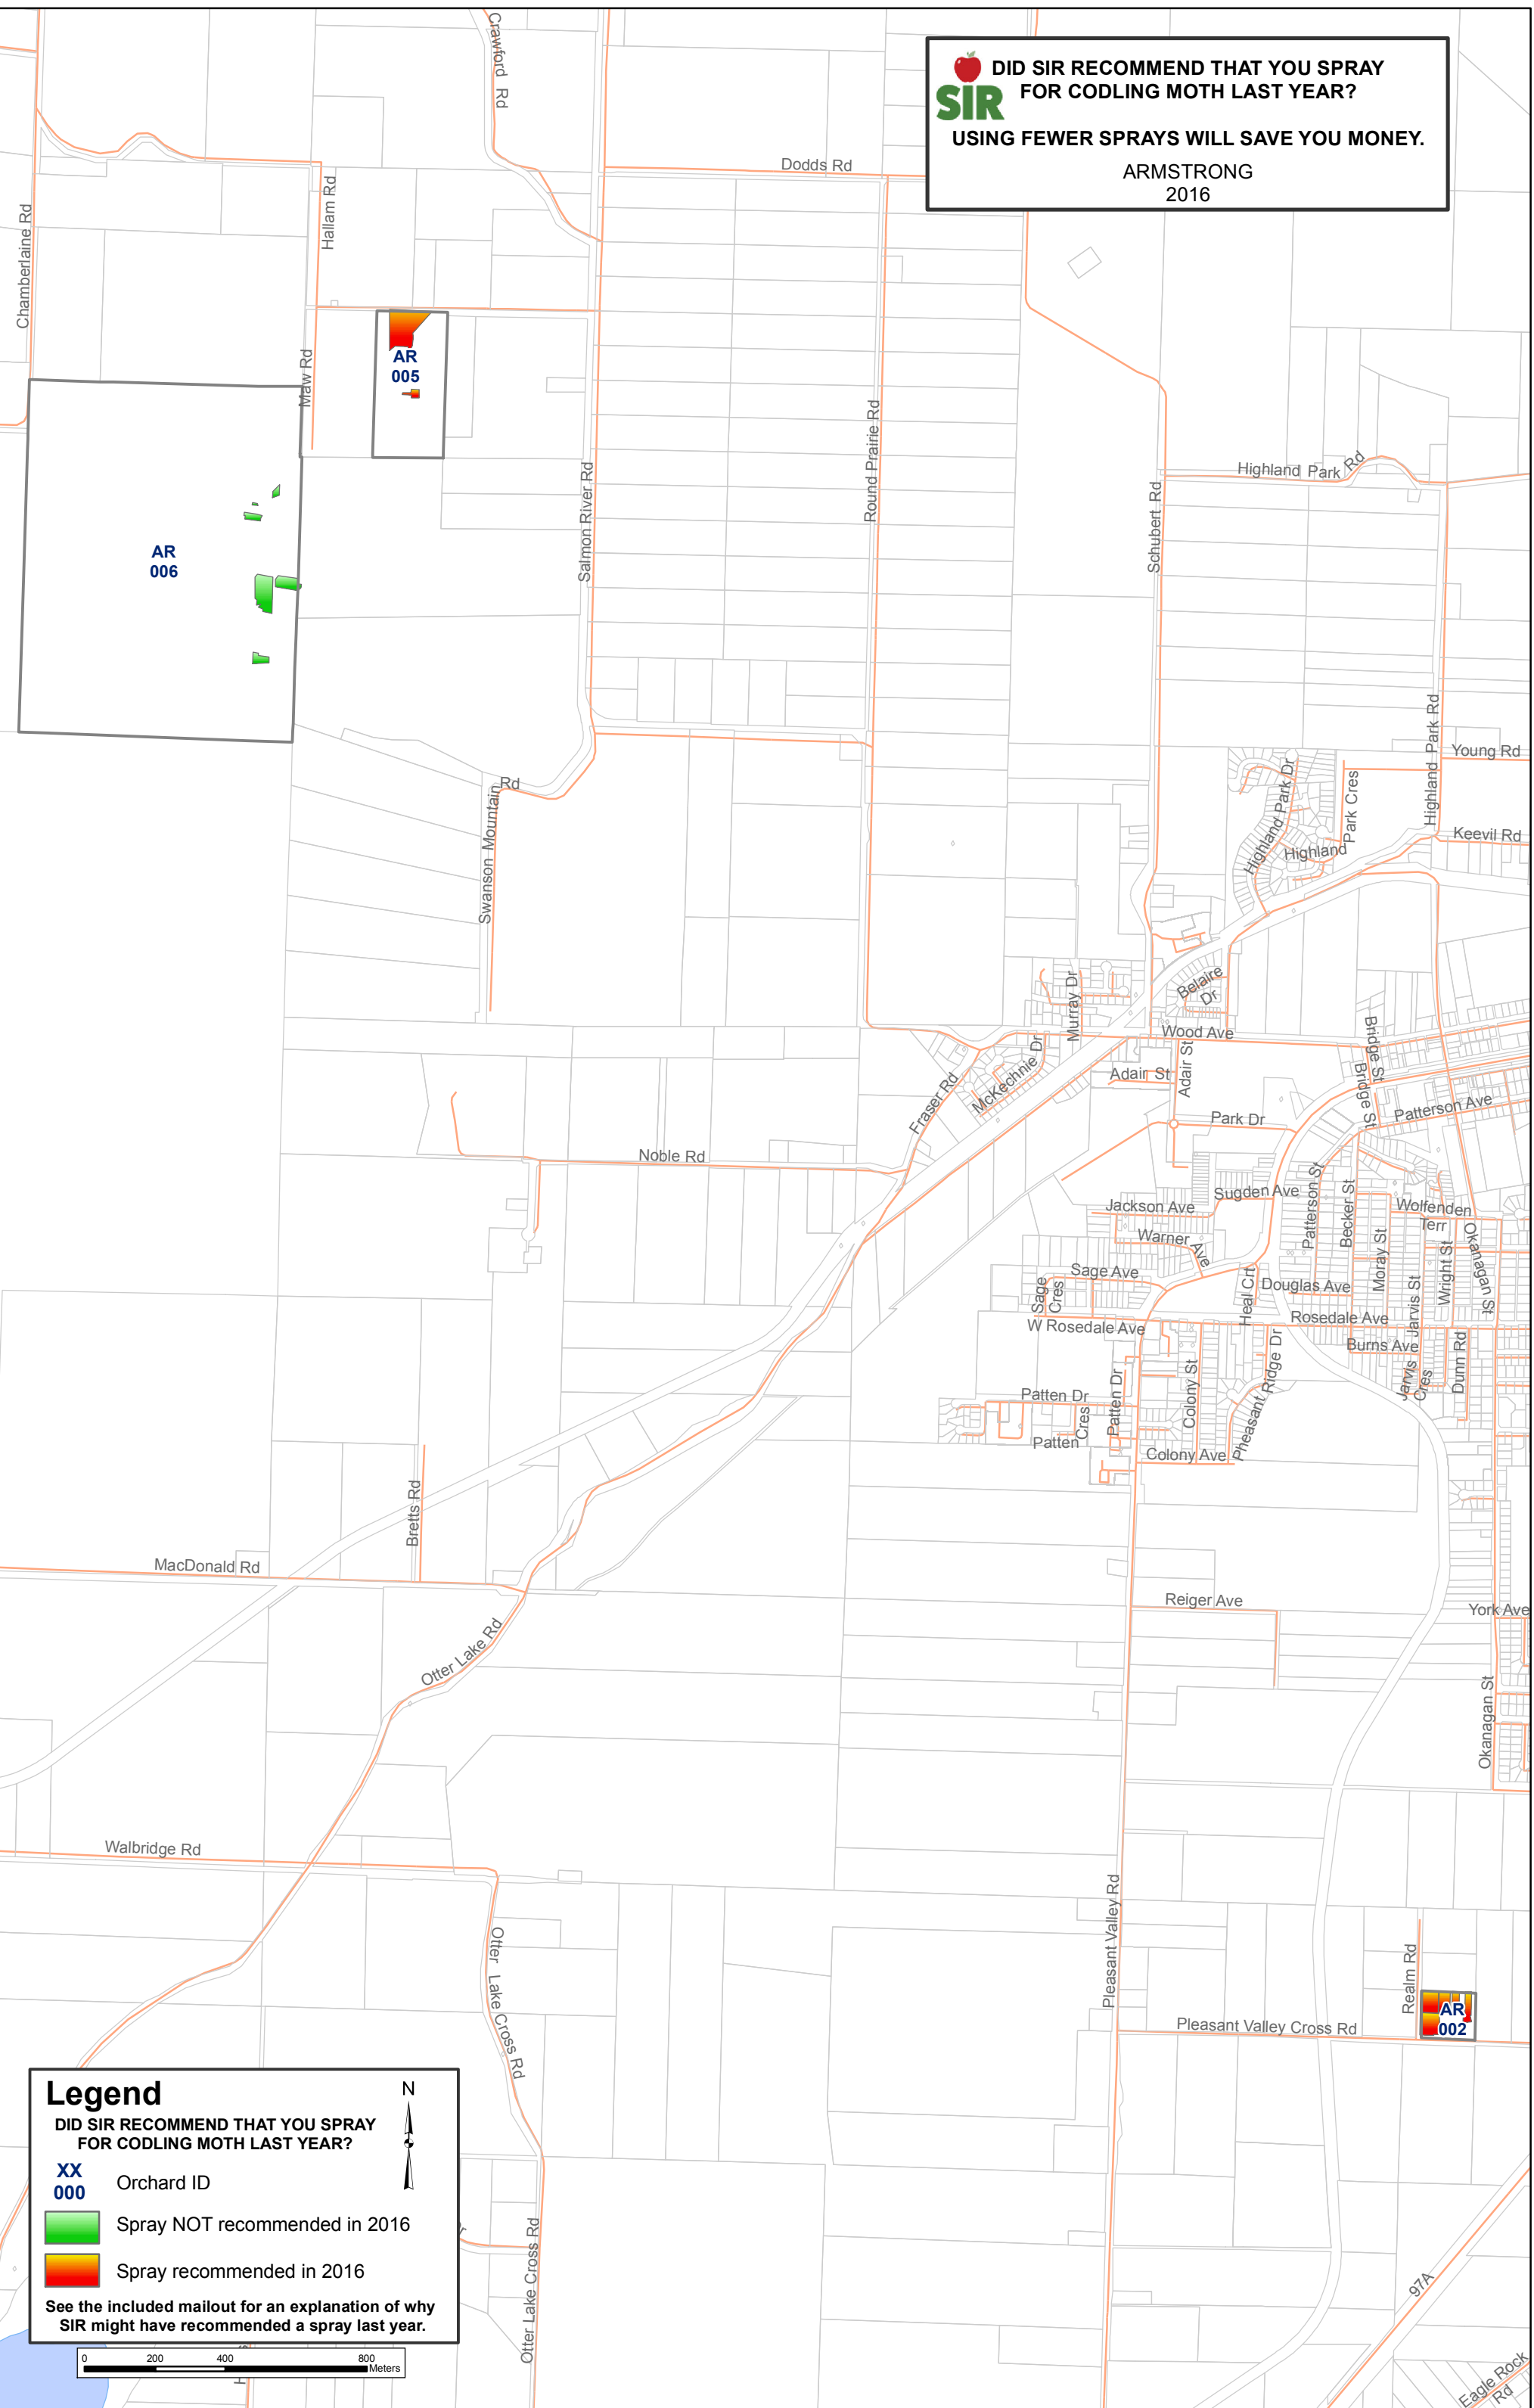 SIR
DID SIR RECOMMEND THAT YOU SPRAY
FOR CODLING MOTH LAST YEAR?
USING FEWER SPRAYS WILL SAVE YOU MONEY.
ARMSTRONG
2016
Crawford Rd
Dodds Rd
Hallam Rd
Chamberlaine Rd
Maw Rd
AR
005
Salmon River Rd
Round Prairie Rd
Schubert Rd
Highland Park Rd
AR
006
Swanson Mountain Rd
Highland Park Dr
Park Cres
Highland
Highland Park Rd
Young Rd
Keevil Rd
Murray Dr
Belaire
Dr
Wood Ave
Bridge St
Bridge St
McKechnie Dr
Adair St
Adair St
Fraser Rd
Park Dr
Patterson Ave
Noble Rd
Jackson Ave
Sugden Ave
Patterson St
Becker St
Wolfenden
Terr
Warner Ave
Moray St
Wright St
Okanagan St
Sage Ave
Sage
Cres
Heal Crt
Douglas Ave
Jarvis St
W Rosedale Ave
Rosedale Ave
Burns Ave
Dunn Rd
Jarvis
Cres
Colony St
Pheasant Ridge Dr
Patten Dr
Patten Dr
Patten
Cres
Colony Ave
Bretts Rd
MacDonald Rd
Reiger Ave
York Ave
Otter Lake Rd
Okanagan St
Walbridge Rd
Otter Lake Cross Rd
Pleasant Valley Rd
Realm Rd
AR
002
Pleasant Valley Cross Rd
Otter Lake Cross Rd
97A
Eagle Rock
Rd
Legend
N
DID SIR RECOMMEND THAT YOU SPRAY
FOR CODLING MOTH LAST YEAR?
XX
000
Orchard ID
Spray NOT recommended in 2016
Spray recommended in 2016
See the included mailout for an explanation of why
SIR might have recommended a spray last year.
0 200 400 800
Meters